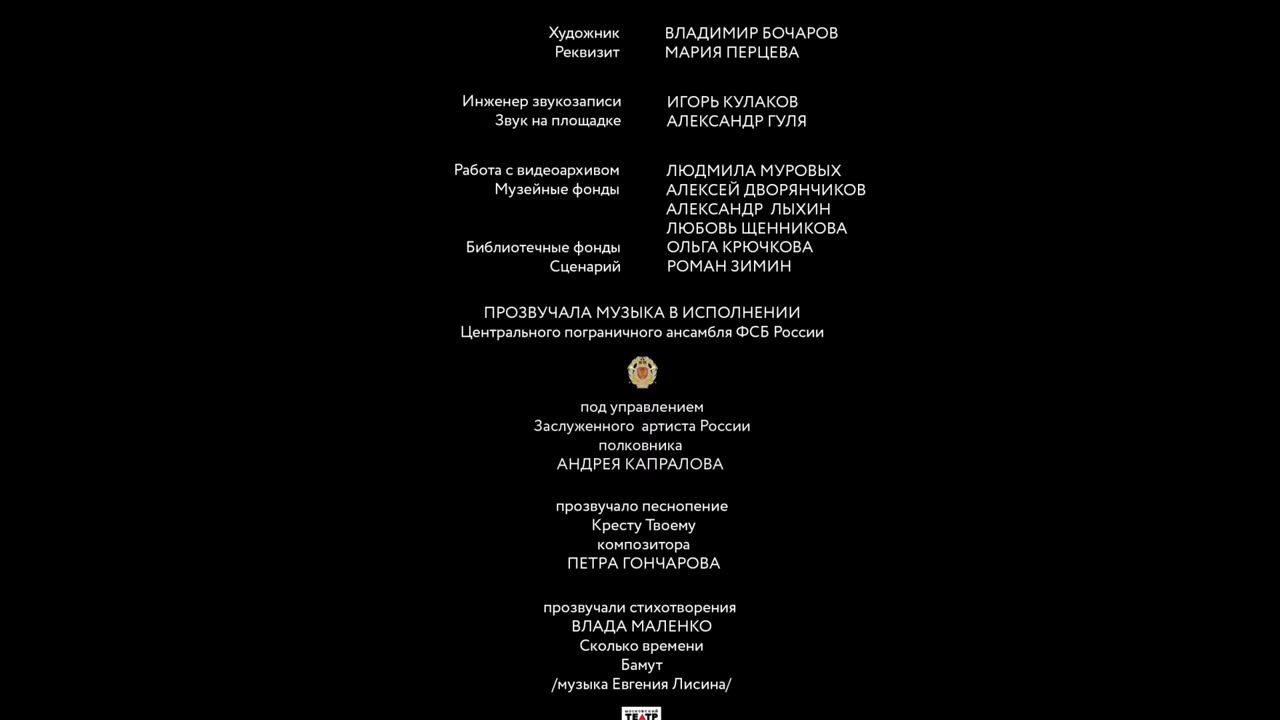 Художник ВЛАДИМИР БОЧАРОВ
Реквизит МАРИЯ ПЕРЦЕВА
Инженер звукозаписи ИГОРЬ КУЛАКОВ
Звук на площадке АЛЕКСАНДР ГУЛЯ
Работа с видеоархивом ЛЮДМИЛА МУРОВЫХ
Музейные фонды АЛЕКСЕЙ ДВОРЯНЧИКОВ
АЛЕКСАНДР ЛЫХИН
ЛЮБОВЬ ЩЕННИКОВА
Библиотечные фонды ОЛЬГА КРЮЧКОВА
Сценарий РОМАН ЗИМИН
ПРОЗВУЧАЛА МУЗЫКА В ИСПОЛНЕНИИ
Центрального пограничного ансамбля ФСБ России
под управлением
Заслуженного артиста России
полковника
АНДРЕЯ КАПРАЛОВА
прозвучало песнопение
Кресту Твоему
композитора
ПЕТРА ГОНЧАРОВА
прозвучали стихотворения
ВЛАДА МАЛЕНКО
Сколько времени
Бамут
/музыка Евгения Лисина/
МОСКОВСКИЙ
ТЕАТР